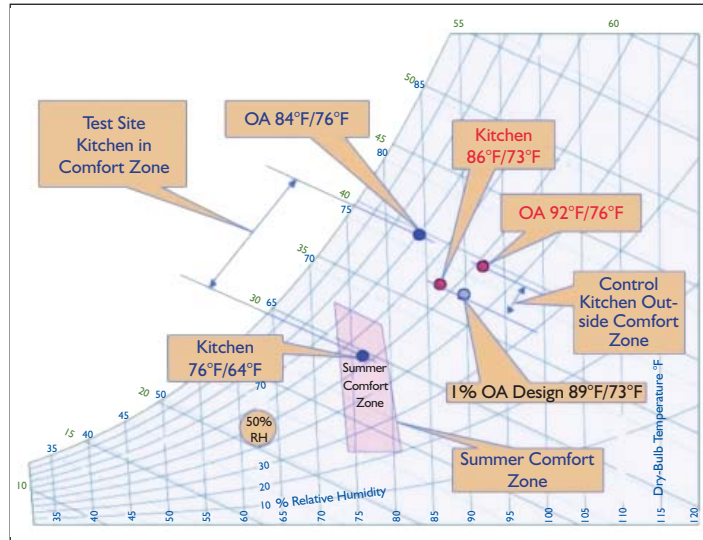 55
60
50
85
OA 84°F/76°F
Test Site
Kitchen in
Comfort Zone
Kitchen
86°F/73°F
45
80
40
75
OA 92°F/76°F
35
70
30
65
Control
Kitchen Out-
side Comfort
Zone
Kitchen
76°F/64°F
Summer
Comfort
Zone
70
1% OA Design 89°F/73°F
20
50
50%
RH
15
40
45
35
30
20
10
% Relative Humidity
Summer Comfort
Zone
Dry-Bulb Temperature °F
10
35
40
45
50
55
60
65
70
75
80
85
90
95
100
105
110
115
120